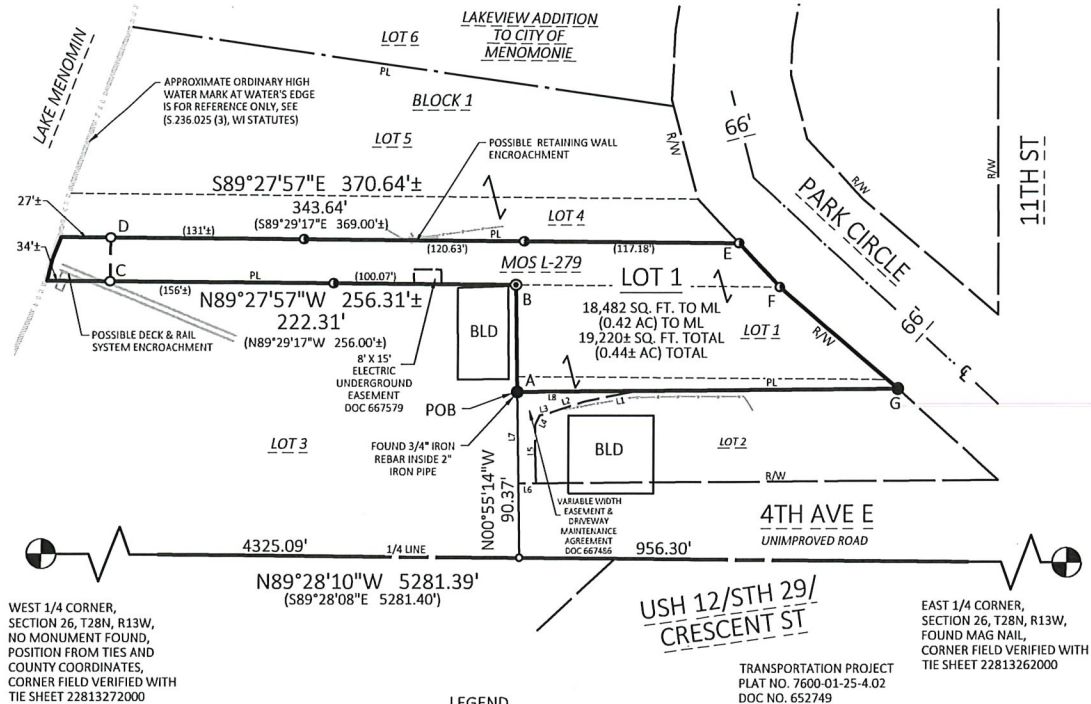 LAKEVIEW ADDITION
TO CITY OF
MENOMONIE
LOT 6
PL
LAKE MENOMIN
APPROXIMATE ORDINARY HIGH
WATER MARK AT WATER'S EDGE
IS FOR REFERENCE ONLY, SEE
(S.236.025 (3), WI STATUTES)
BLOCK 1
LOT 5
POSSIBLE RETAINING WALL
ENCROACHMENT
R/W
66'
PARK CIRCLE
R/W
R/W
11TH ST
S89°27'57"E 370.64'±
343.64'
(S89°29'17"E 369.00'±)
27'±
D
(131'±)
PL
LOT 4
(120.63')
(117.18')
E
34'±
C
(156'±)
PL
(100.07')
MOS L-279
B
LOT 1
F
N89°27'57"W 256.31'±
222.31'
(N89°29'17"W 256.00'±)
18,482 SQ. FT. TO ML
(0.42 AC) TO ML
19,220± SQ. FT. TOTAL
(0.44± AC) TOTAL
LOT 1
R/W
66'
℄
POSSIBLE DECK & RAIL
SYSTEM ENCROACHMENT
BLD
8' X 15'
ELECTRIC
UNDERGROUND
EASEMENT
DOC 667579
A
PL
G
POB
L8
L1
L2
L3
L4
L5
L6
L7
LOT 3
FOUND 3/4" IRON
REBAR INSIDE 2"
IRON PIPE
BLD
LOT 2
R/W
N00°55'14"W
90.37'
VARIABLE WIDTH
EASEMENT &
DRIVEWAY
MAINTENANCE
AGREEMENT
DOC 667486
4TH AVE E
UNIMPROVED ROAD
4325.09'
1/4 LINE
956.30'
N89°28'10"W 5281.39'
(S89°28'08"E 5281.40')
USH 12/STH 29/
CRESCENT ST
WEST 1/4 CORNER,
SECTION 26, T28N, R13W,
NO MONUMENT FOUND,
POSITION FROM TIES AND
COUNTY COORDINATES,
CORNER FIELD VERIFIED WITH
TIE SHEET 22813272000
EAST 1/4 CORNER,
SECTION 26, T28N, R13W,
FOUND MAG NAIL,
CORNER FIELD VERIFIED WITH
TIE SHEET 22813262000
TRANSPORTATION PROJECT
PLAT NO. 7600-01-25-4.02
DOC NO. 652749
LEGEND